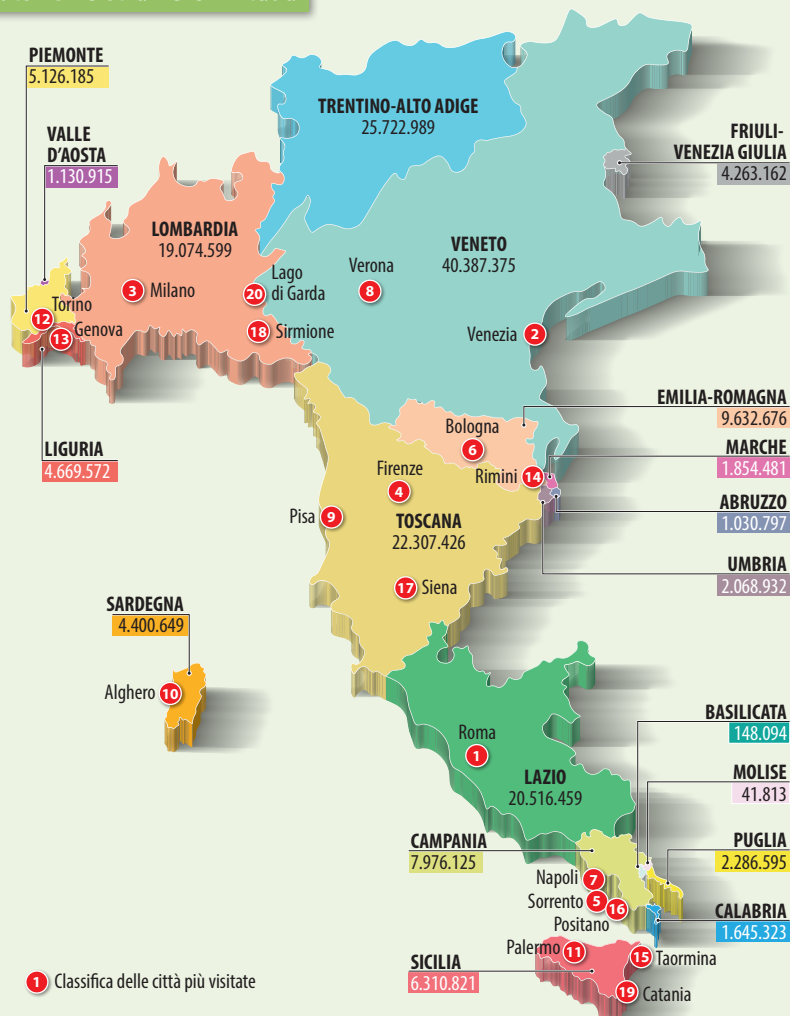 PIEMONTE
5.126.185
TRENTINO-ALTO ADIGE
25.722.989
VALLE
D'AOSTA
1.130.915
FRIULI-
VENEZIA GIULIA
4.263.162
LOMBARDIA
19.074.599
VENETO
40.387.375
3 Milano
Lago
di Garda
20
Verona
8
12 Torino
13 Genova
18 Sirmione
Venezia 2
LIGURIA
4.669.572
EMILIA-ROMAGNA
9.632.676
Bologna
6
MARCHE
1.854.481
Firenze
4
Rimini 14
ABRUZZO
1.030.797
Pisa 9
TOSCANA
22.307.426
UMBRIA
2.068.932
17 Siena
SARDEGNA
4.400.649
Alghero 10
Roma
1
LAZIO
20.516.459
BASILICATA
148.094
MOLISE
41.813
CAMPANIA
7.976.125
PUGLIA
2.286.595
Napoli 7
Sorrento 5
16
Positano
CALABRIA
1.645.323
Palermo 11
15 Taormina
SICILIA
6.310.821
19 Catania
1 Classifica delle città più visitate